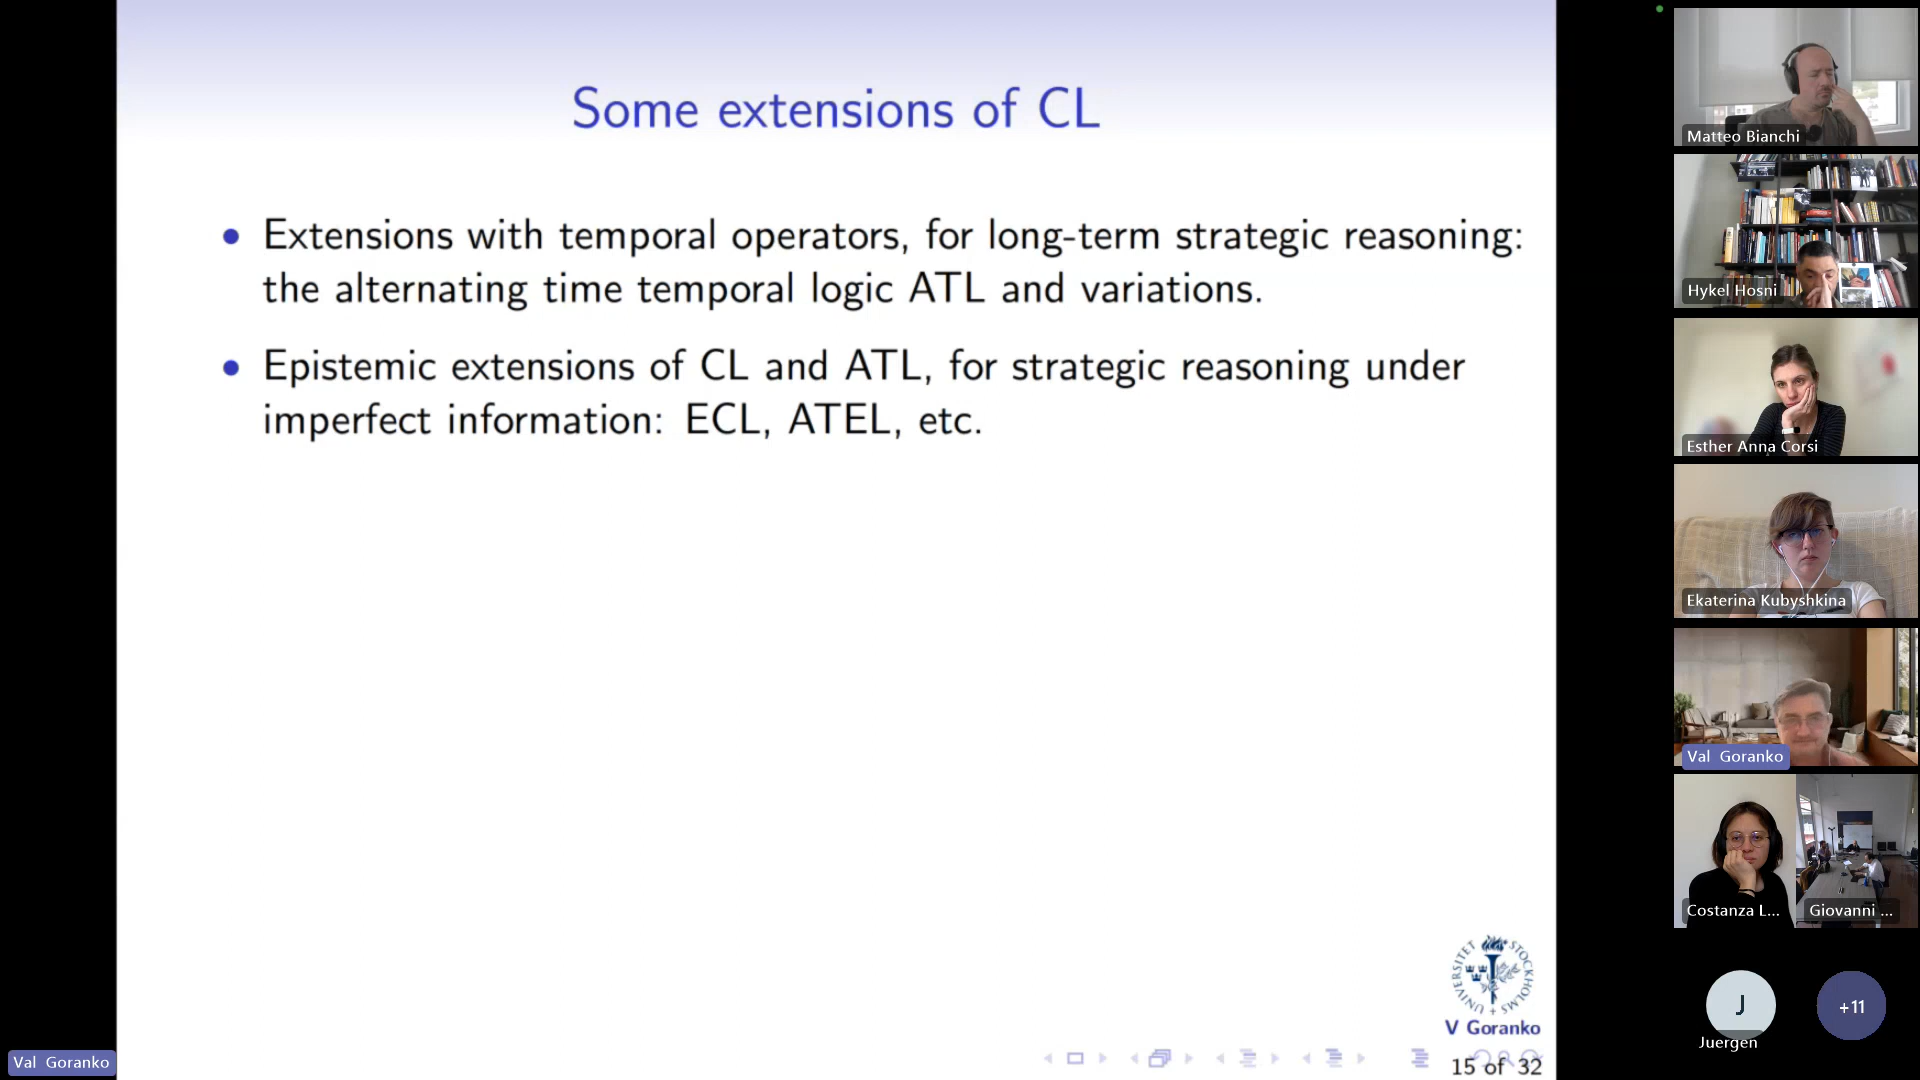 Some extensions of CL
• Extensions with temporal operators, for long-term strategic reasoning:
the alternating time temporal logic ATL and variations.
• Epistemic extensions of CL and ATL, for strategic reasoning under
imperfect information: ECL, ATEL, etc.
STOCKHOLMS UNIVERSITET
V Goranko
15 of 32
Val Goranko
Matteo Bianchi
Hykel Hosni
Esther Anna Corsi
Ekaterina Kubyshkina
Val Goranko
Costanza L...
Giovanni ...
J
+11
Juergen